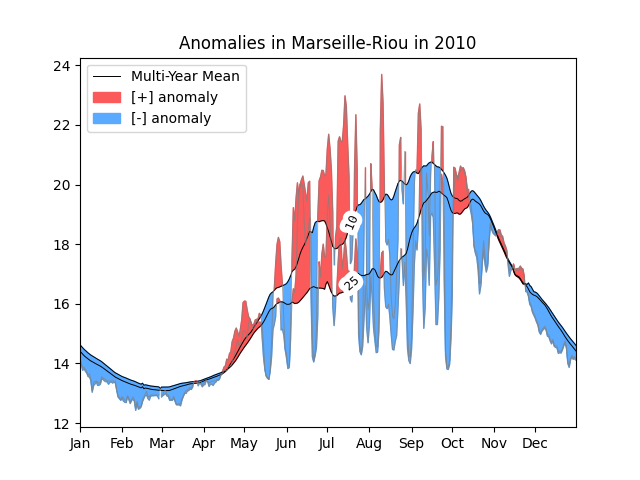 Anomalies in Marseille-Riou in 2010
Multi-Year Mean
[+] anomaly
[-] anomaly
24
22
20
18
16
14
12
10
25
Jan Feb Mar Apr May Jun Jul Aug Sep Oct Nov Dec